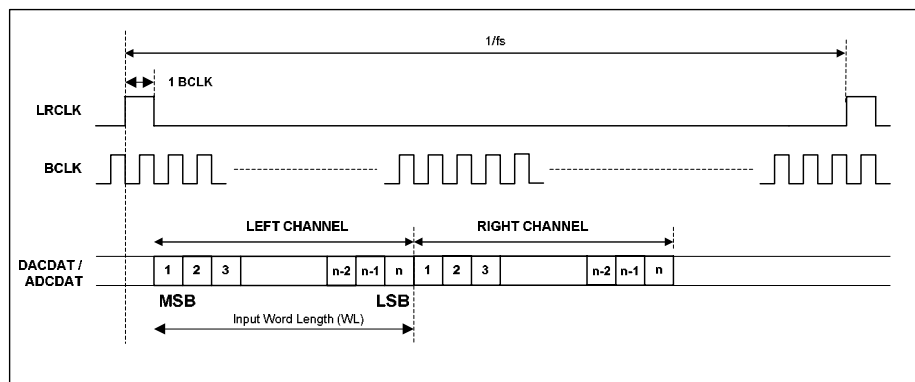 1/fs
1 BCLK
LRCLK
BCLK
LEFT CHANNEL
RIGHT CHANNEL
DACDAT /
ADCDAT
1 2 3 n-2 n-1 n 1 2 3 n-2 n-1 n
MSB LSB
Input Word Length (WL)